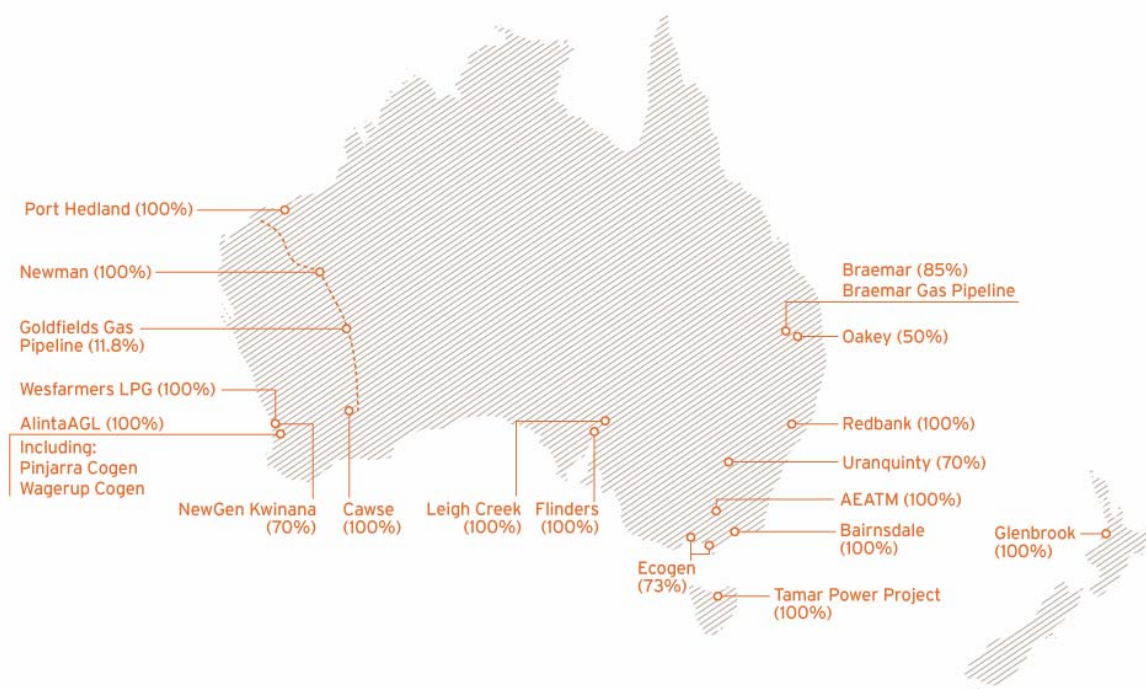 Port Hedland (100%)
Newman (100%)
Goldfields Gas
Pipeline (11.8%)
Wesfarmers LPG (100%)
AlintaAGL (100%)
Including:
Pinjarra Cogen
Wagerup Cogen
NewGen Kwinana
(70%)
Cawse
(100%)
Leigh Creek
(100%)
Flinders
(100%)
Braemar (85%)
Braemar Gas Pipeline
Oakey (50%)
Redbank (100%)
Uranquinty (70%)
AEATM (100%)
Bairnsdale
(100%)
Ecogen
(73%)
Tamar Power Project
(100%)
Glenbrook
(100%)